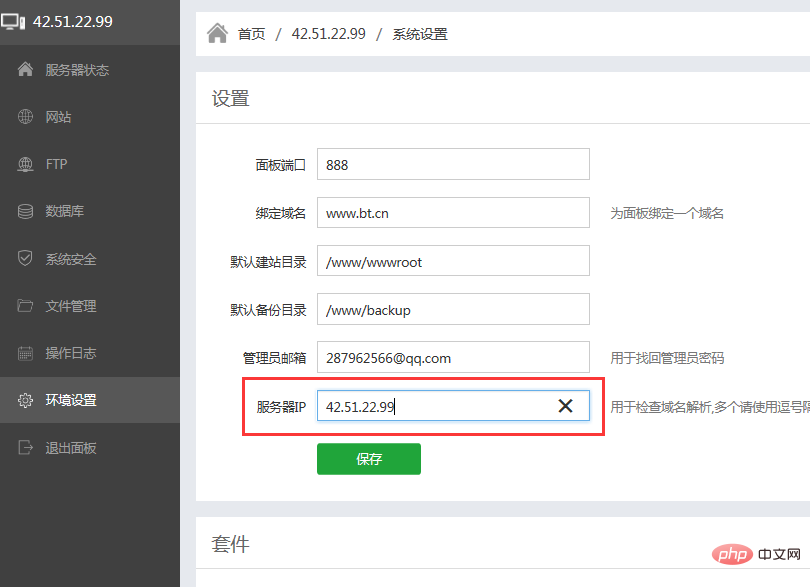 42.51.22.99
服务器状态
网站
FTP
数据库
系统安全
文件管理
操作日志
环境设置
退出面板
首页 / 42.51.22.99 / 系统设置
设置
面板端口 888
绑定域名 www.bt.cn 为面板绑定一个域名
默认建站目录 /www/wwwroot
默认备份目录 /www/backup
管理员邮箱 287962566@qq.com 用于找回管理员密码
服务器IP 42.51.22.99 用于检查域名解析,多个请使用逗号
保存
套件
php 中文网